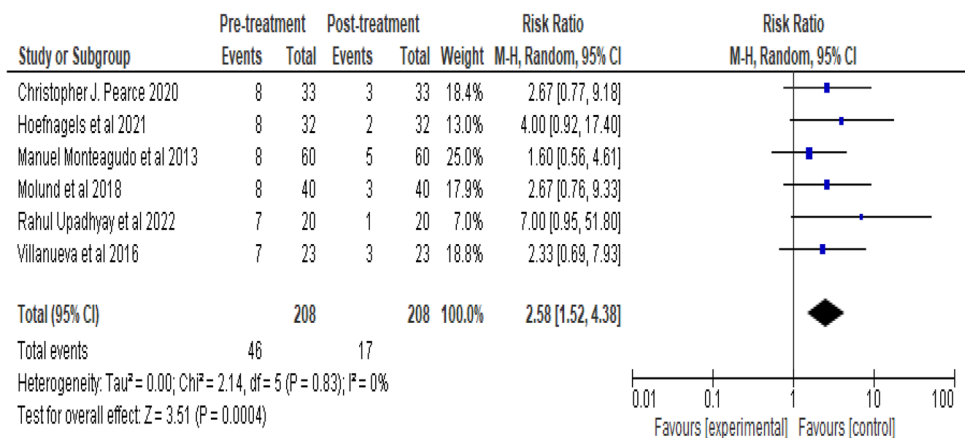 Pre-treatment Post-treatment Risk Ratio Risk Ratio
Study or Subgroup Events Total Events Total Weight M-H, Random, 95% CI M-H, Random, 95% CI
Christopher J. Pearce 2020 8 33 3 33 18.4% 2.67 [0.77, 9.18]
Hoefnagels et al 2021 8 32 2 32 13.0% 4.00 [0.92, 17.40]
Manuel Monteagudo et al 2013 8 60 5 60 25.0% 1.60 [0.56, 4.61]
Molund et al 2018 8 40 3 40 17.9% 2.67 [0.76, 9.33]
Rahul Upadhyay et al 2022 7 20 1 20 7.0% 7.00 [0.95, 51.80]
Villanueva et al 2016 7 23 3 23 18.8% 2.33 [0.69, 7.93]
Total (95% CI) 208 208 100.0% 2.58 [1.52, 4.38]
Total events 46 17
Heterogeneity: Tau² = 0.00; Chi² = 2.14, df = 5 (P = 0.83); I² = 0%
Test for overall effect: Z = 3.51 (P = 0.0004)
0.01 0.1 1 10 100
Favours [experimental] Favours [control]